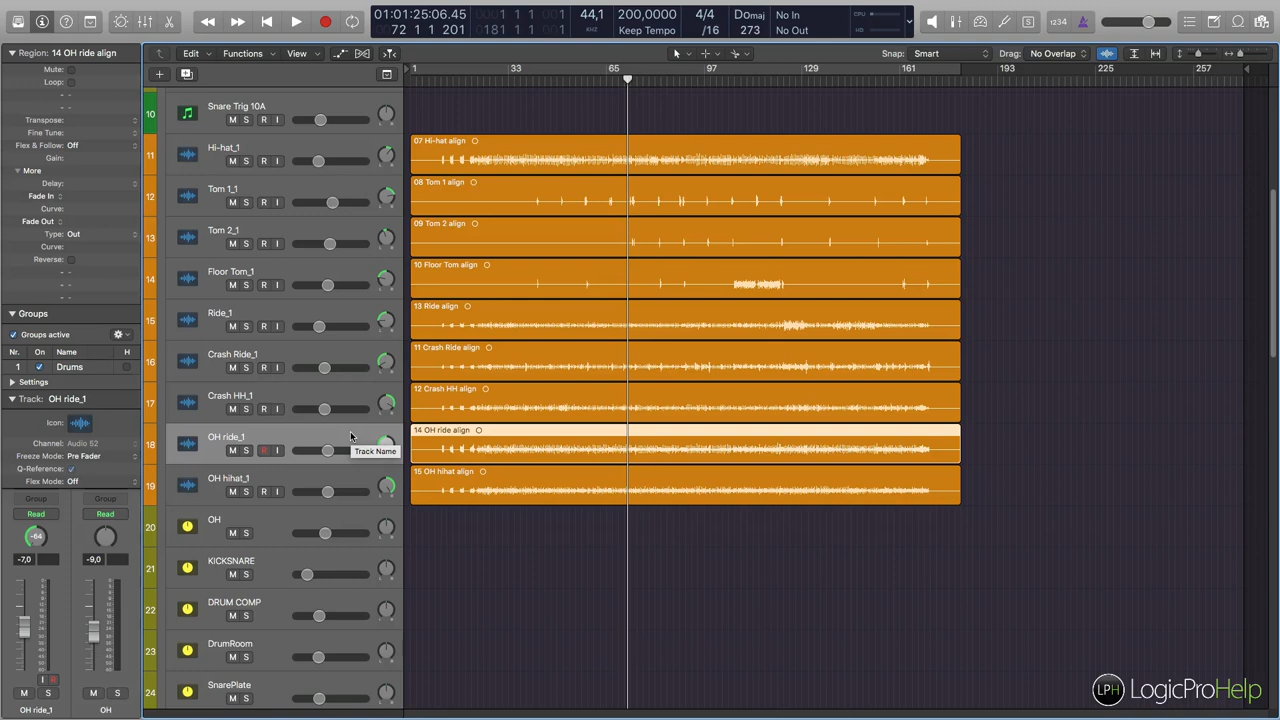 01:01:25:06.45
72 1 1 201
0001
0181 1 1 1
44,1
KHZ
200,0000
Keep Tempo
4/4
/16
DOmaj
273
No In
No Out
CPU
HD
1234
Region: 14 OH ride align
Edit
Functions
View
Snap: Smart
Drag: No Overlap
Mute:
Loop:
Transpose:
Fine Tune:
Flex & Follow: Off
Gain:
More
Delay:
Fade In
Curve:
Fade Out
Type: Out
Curve:
Reverse:
Groups
Groups active
Nr. On Name H
1 Drums
Settings
Track: OH ride_1
Icon:
Channel: Audio 52
Freeze Mode: Pre Fader
Q-Reference:
Flex Mode: Off
Group Group
Read Read
-64
-7,0 -9,0
I R
M S M S
OH ride_1 OH
1 33 65 97 129 161 193 225 257
10 Snare Trig 10A
M S R I
11 Hi-hat_1
M S R I
12 Tom 1_1
M S R I
13 Tom 2_1
M S R I
14 Floor Tom_1
M S R I
15 Ride_1
M S R I
16 Crash Ride_1
M S R I
17 Crash HH_1
M S R I
18 OH ride_1
M S R I
Track Name
19 OH hihat_1
M S R I
20 OH
M S
21 KICKSNARE
M S
22 DRUM COMP
M S
23 DrumRoom
M S
24 SnarePlate
M S
07 Hi-hat align
08 Tom 1 align
09 Tom 2 align
10 Floor Tom align
13 Ride align
11 Crash Ride align
12 Crash HH align
14 OH ride align
15 OH hihat align
LPH LogicProHelp